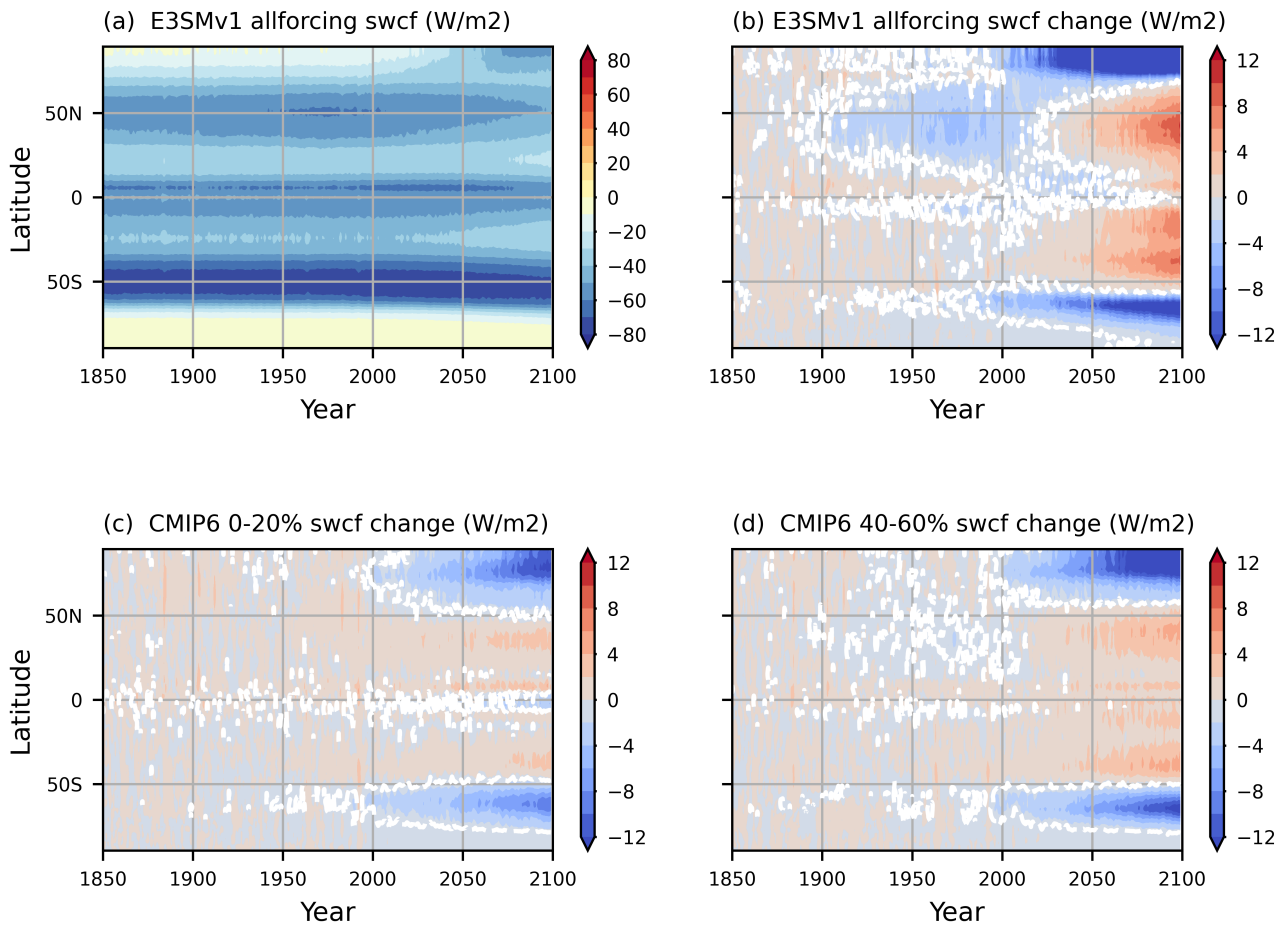 (a)  E3SMv1 allforcing swcf (W/m2)
80
60
40
20
0
−20
−40
−60
−80
50N
0
50S
Latitude
1850 1900 1950 2000 2050 2100
Year
(b) E3SMv1 allforcing swcf change (W/m2)
12
8
4
0
−4
−8
−12
1850 1900 1950 2000 2050 2100
Year
(c)  CMIP6 0-20% swcf change (W/m2)
12
8
4
0
−4
−8
−12
50N
0
50S
Latitude
1850 1900 1950 2000 2050 2100
Year
(d)  CMIP6 40-60% swcf change (W/m2)
12
8
4
0
−4
−8
−12
1850 1900 1950 2000 2050 2100
Year